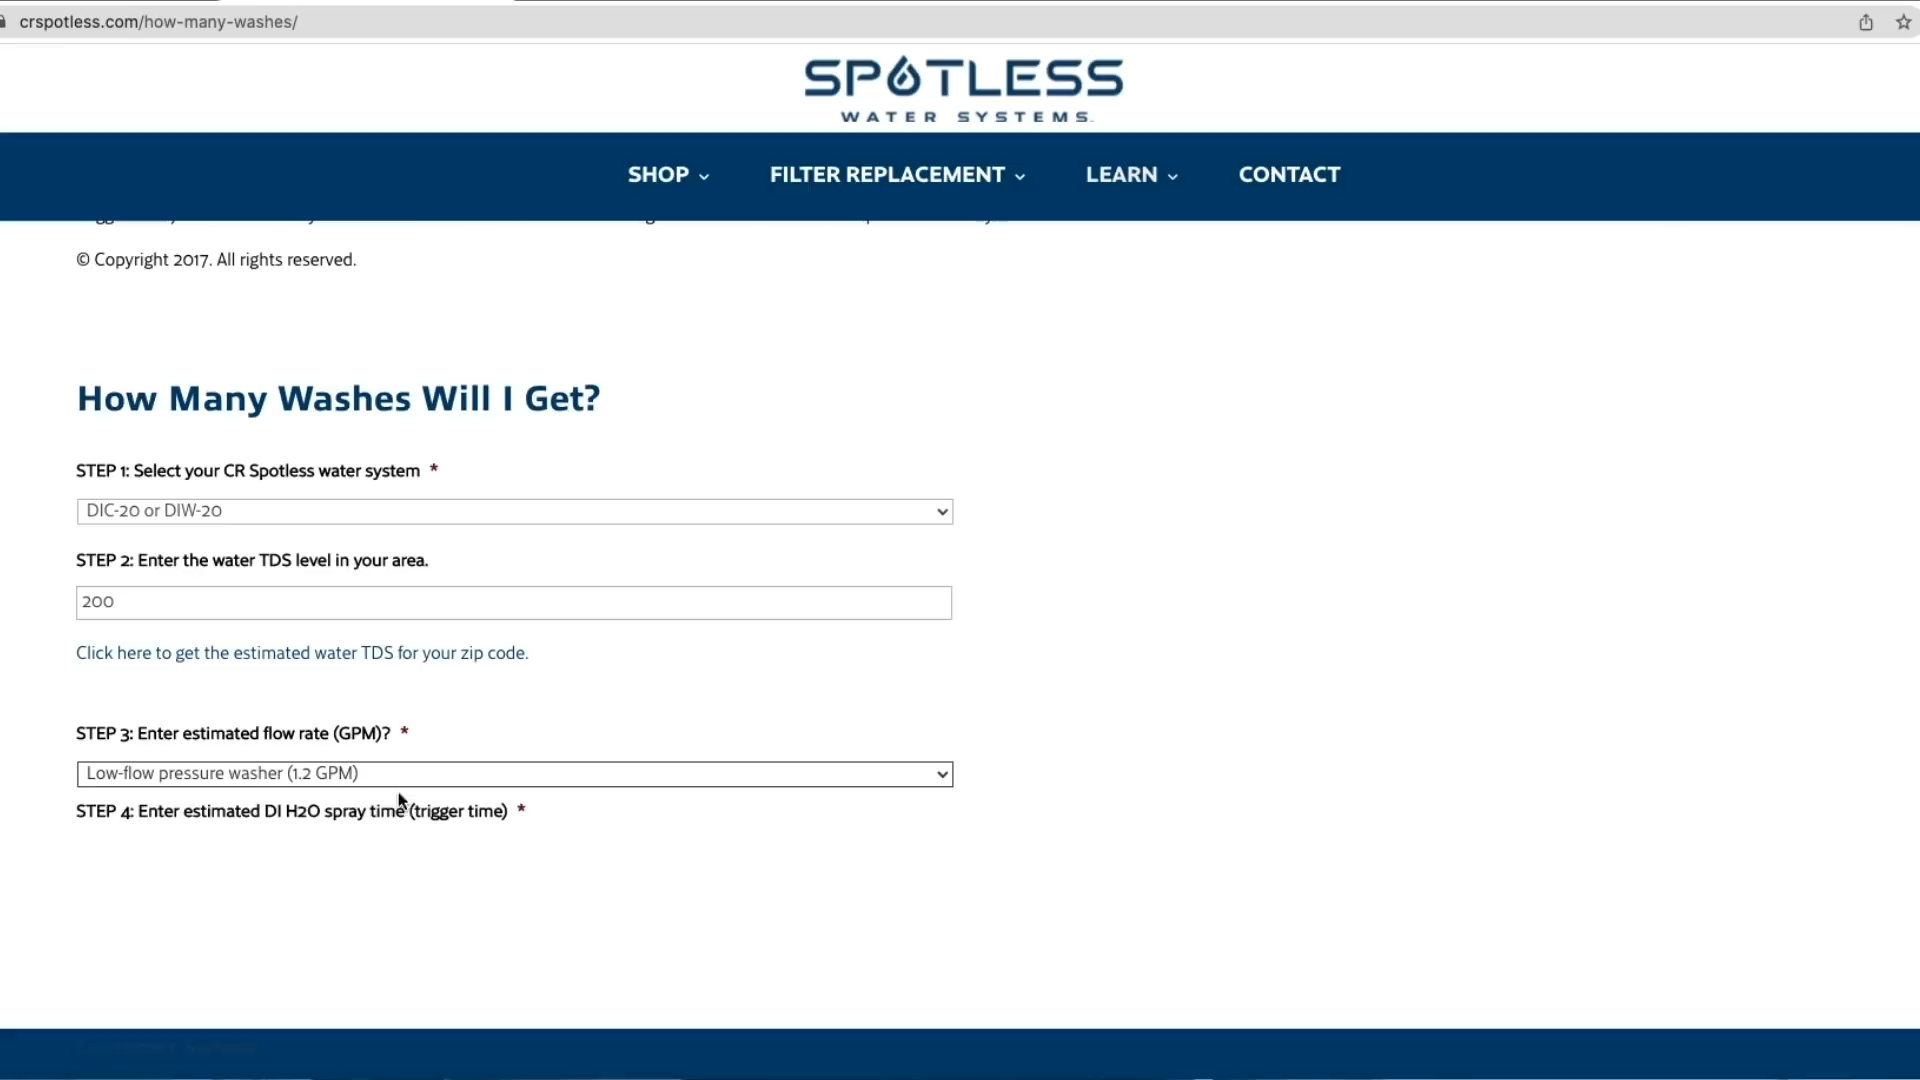 crspotless.com/how-many-washes/
SPOTLESS
WATER SYSTEMS.
SHOP FILTER REPLACEMENT LEARN CONTACT
© Copyright 2017. All rights reserved.
How Many Washes Will I Get?
STEP 1: Select your CR Spotless water system *
DIC-20 or DIW-20
STEP 2: Enter the water TDS level in your area.
200
Click here to get the estimated water TDS for your zip code.
STEP 3: Enter estimated flow rate (GPM)? *
Low-flow pressure washer (1.2 GPM)
STEP 4: Enter estimated DI H2O spray time (trigger time) *